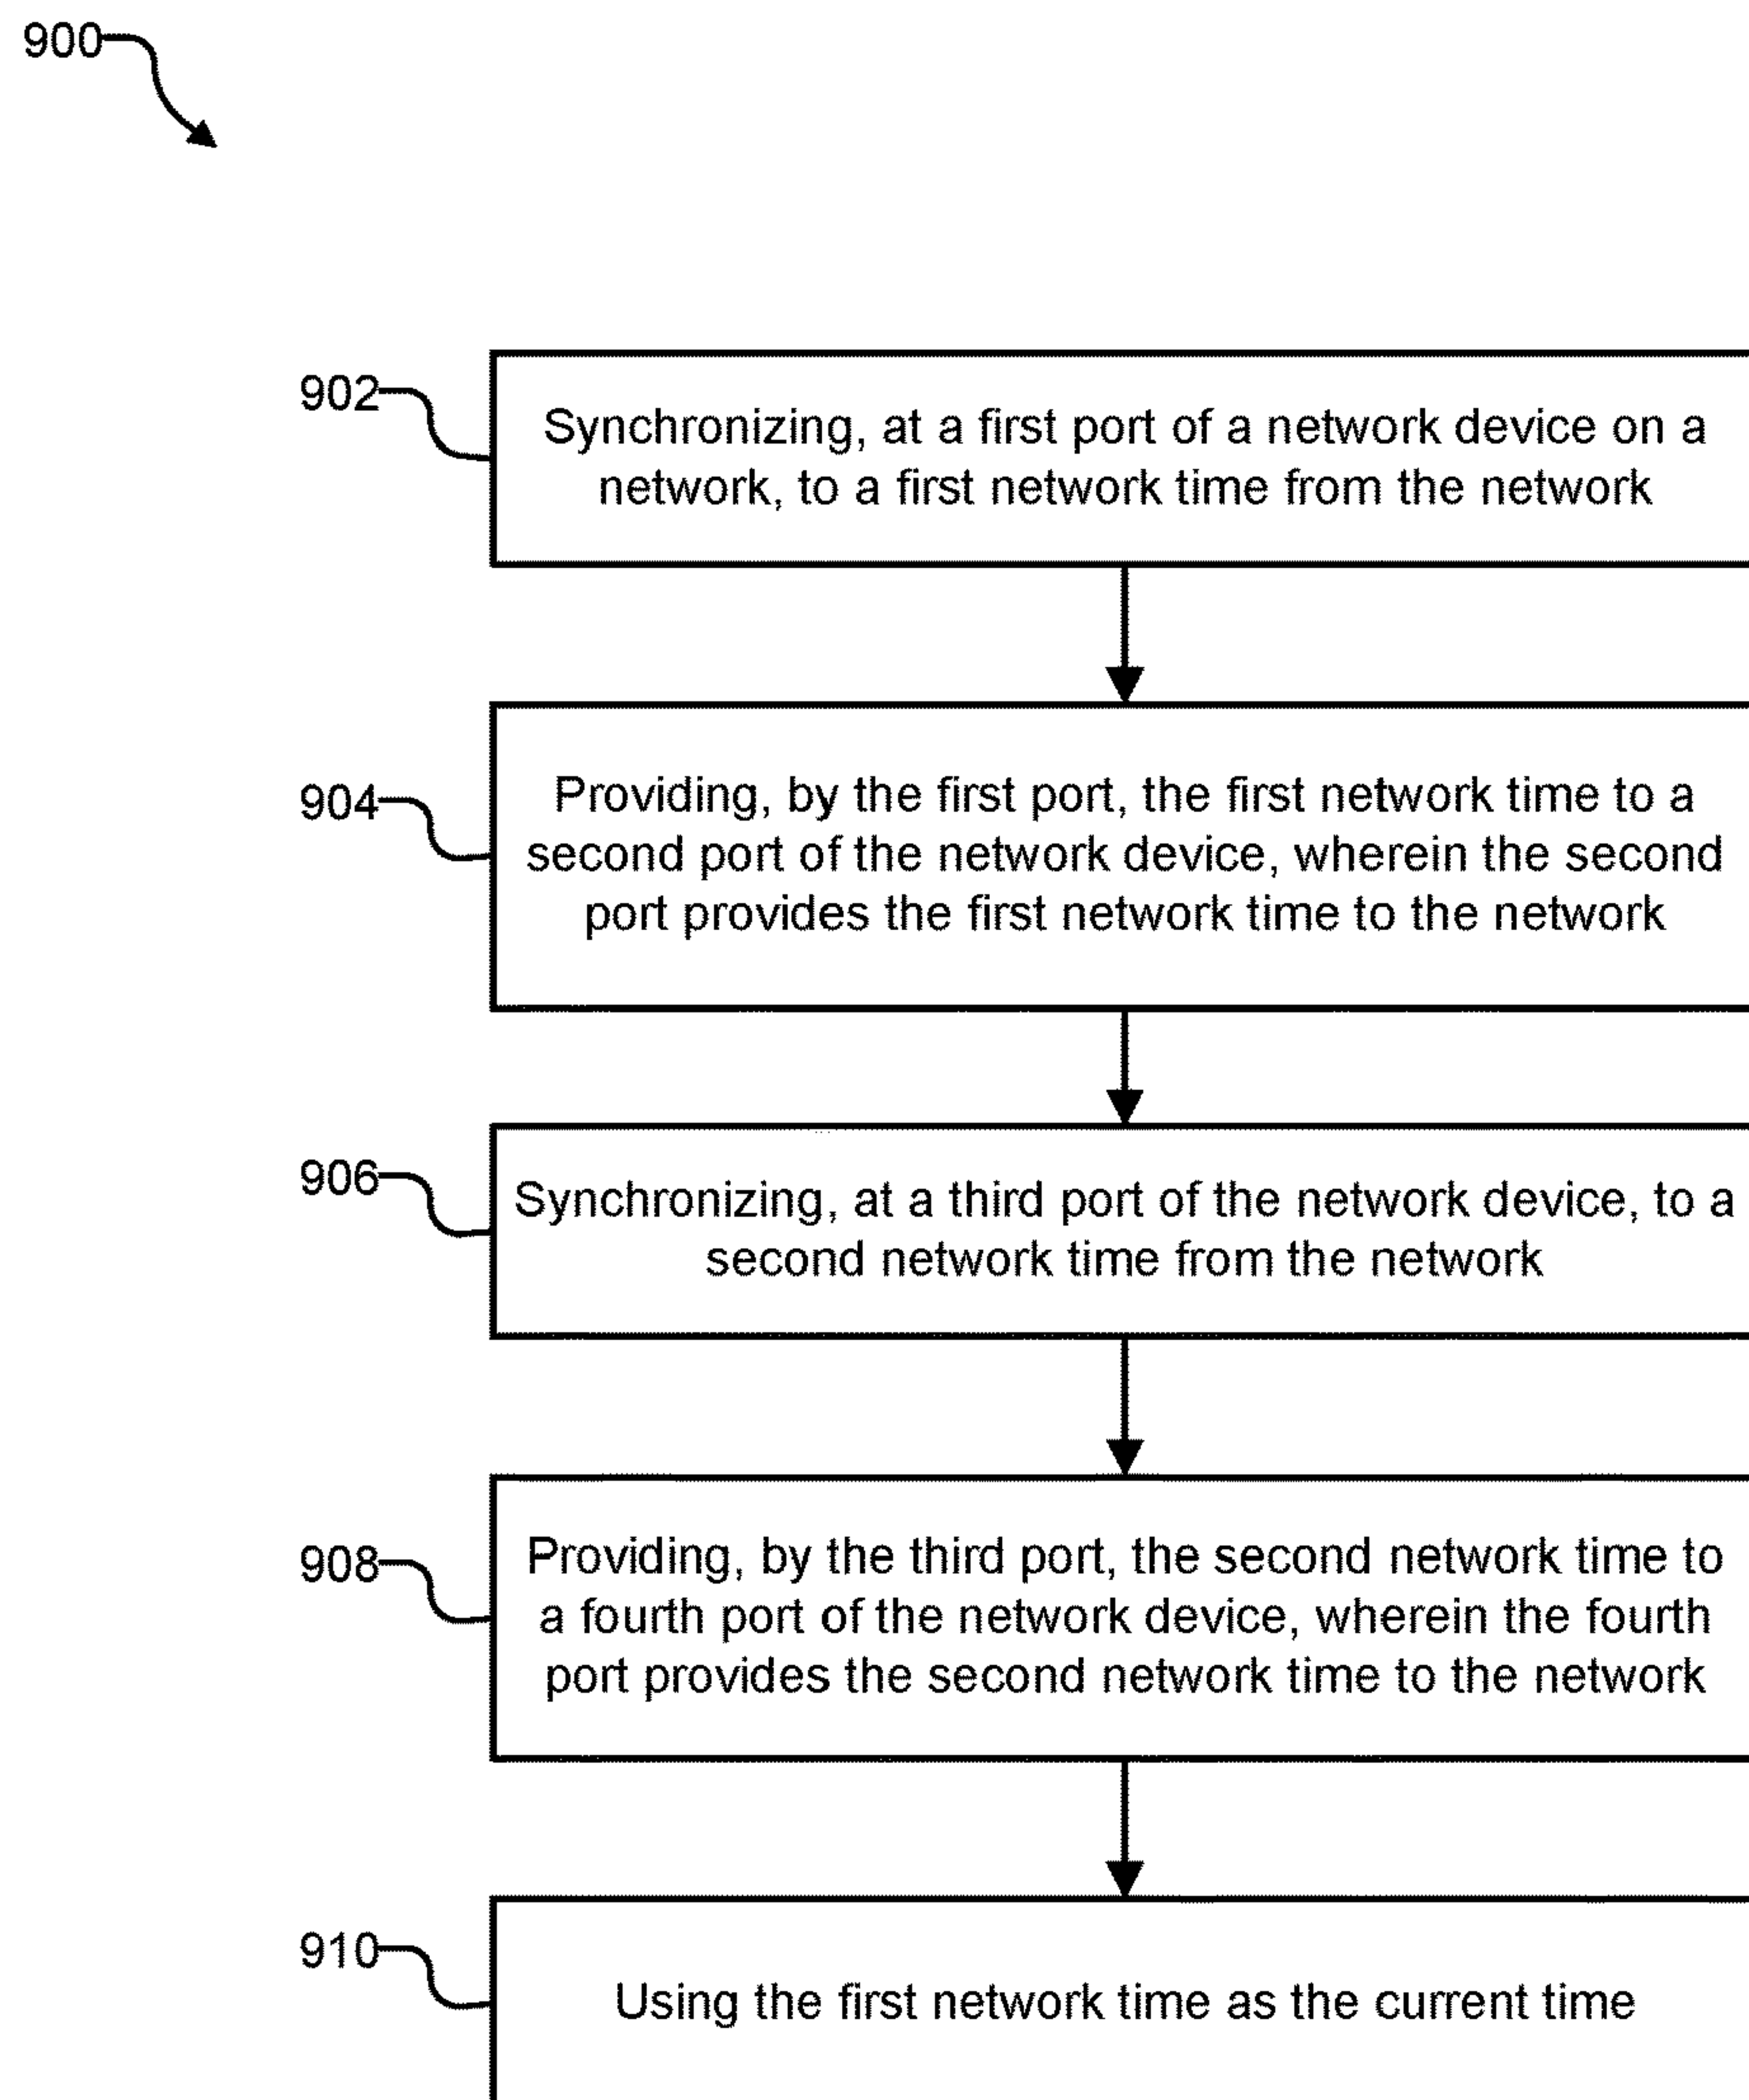 900
902
Synchronizing, at a first port of a network device on a
network, to a first network time from the network
904
Providing, by the first port, the first network time to a
second port of the network device, wherein the second
port provides the first network time to the network
906
Synchronizing, at a third port of the network device, to a
second network time from the network
908
Providing, by the third port, the second network time to
a fourth port of the network device, wherein the fourth
port provides the second network time to the network
910
Using the first network time as the current time